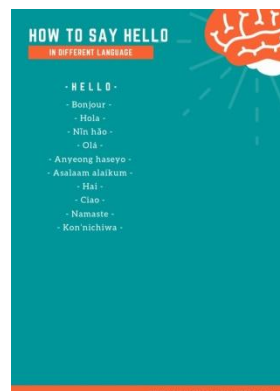 HOW TO SAY HELLO
IN DIFFERENT LANGUAGE
- H E L L O -
- Bonjour -
- Hola -
- Nín hǎo -
- Olá -
- Anyeong haseyo -
- Asalaam alaikum -
- Hai -
- Ciao -
- Namaste -
- Kon'nichiwa -